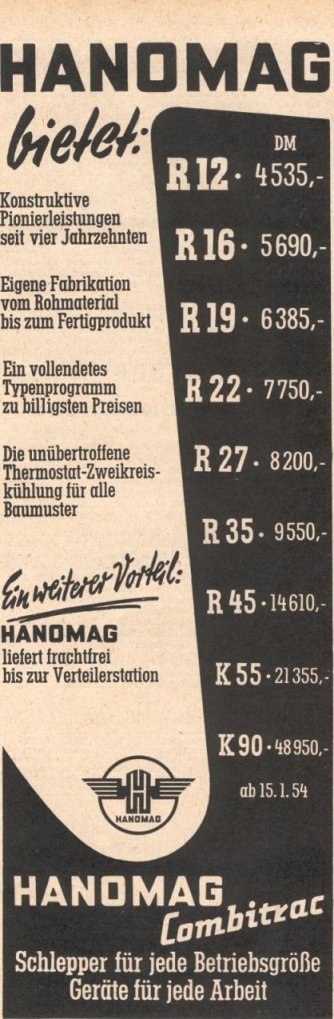 HANOMAG
bietet:
Konstruktive
Pionierleistungen
seit vier Jahrzehnten
Eigene Fabrikation
vom Rohmaterial
bis zum Fertigprodukt
Ein vollendetes
Typenprogramm
zu billigsten Preisen
Die unübertroffene
Thermostat-Zweikreis-
kühlung für alle
Baumuster
Ein weiterer Vorteil:
HANOMAG
liefert frachtfrei
bis zur Verteilerstation
DM
R 12 · 4535,-
R 16 · 5690,-
R 19 · 6385,-
R 22 · 7750,-
R 27 · 8200,-
R 35 · 9550,-
R 45 · 14610,-
K 55 · 21355,-
K 90 · 48950,-
ab 15.1.54
H
HANOMAG
HANOMAG
Combitrac
Schlepper für jede Betriebsgröße
Geräte für jede Arbeit